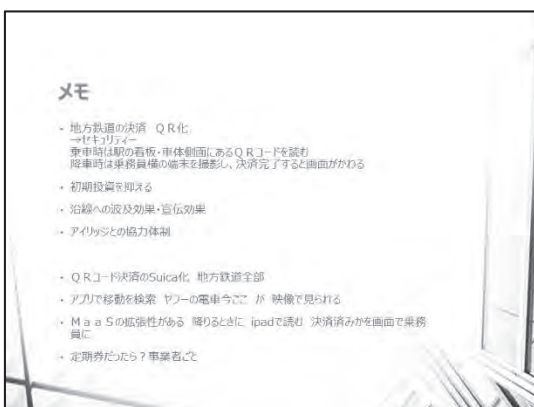 メモ
・ 地方鉄道の決済 QR化
→セキュリティー
乗車時は駅の看板・車体側面にあるQRコードを読む
降車時は乗務員横の端末を撮影し、決済完了すると画面がかわる
・ 初期投資を抑える
・ 沿線への波及効果・宣伝効果
・ アイリッジとの協力体制
・ QRコード決済のSuica化 地方鉄道全部
・ アプリで移動を検索 ヤフーの電車今ここ が 映像で見られる
・ MaaSの拡張性がある 降りるときに ipadで読む 決済済みかを画面で乗務
員に
・ 定期券だったら?事業者ごと